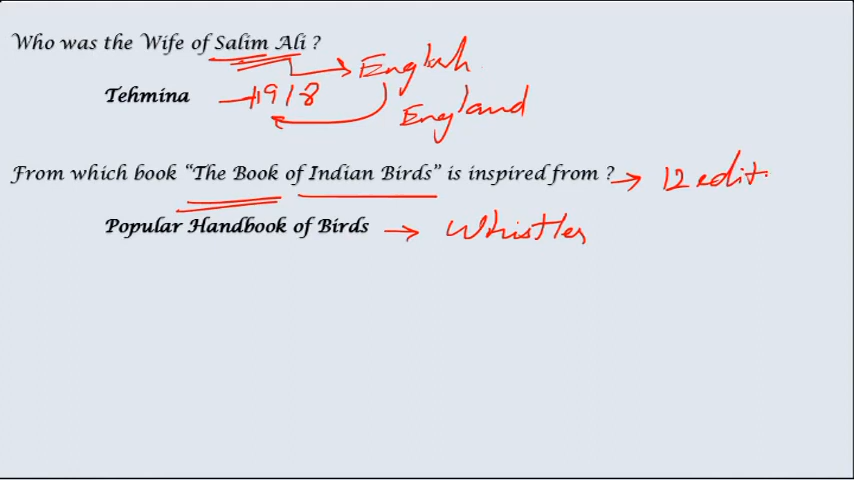 Who was the Wife of Salim Ali ?
English
Tehmina
1918
England
From which book “The Book of Indian Birds” is inspired from ?
12 edit
Popular Handbook of Birds
Whistler